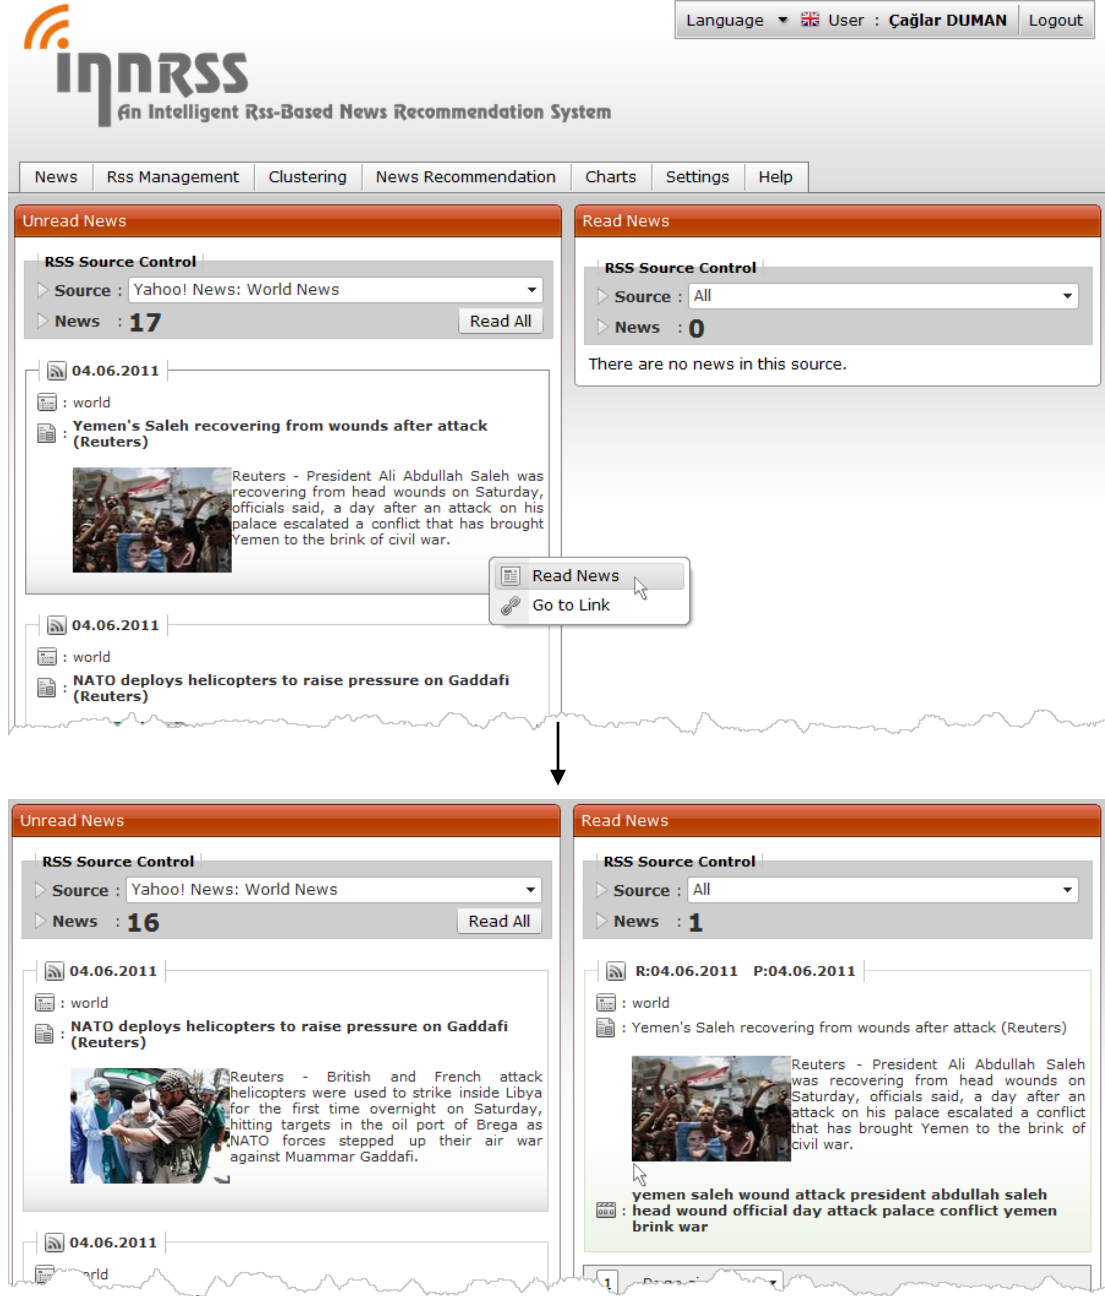 Language User : Çağlar DUMAN Logout
innRSS
An Intelligent Rss-Based News Recommendation System
News Rss Management Clustering News Recommendation Charts Settings Help
Unread News
RSS Source Control
Source : Yahoo! News: World News
News : 17 Read All
04.06.2011
: world
: Yemen's Saleh recovering from wounds after attack
(Reuters)
Reuters - President Ali Abdullah Saleh was
recovering from head wounds on Saturday,
officials said, a day after an attack on his
palace escalated a conflict that has brought
Yemen to the brink of civil war.
Read News
Go to Link
04.06.2011
: world
: NATO deploys helicopters to raise pressure on Gaddafi
(Reuters)
Read News
RSS Source Control
Source : All
News : 0
There are no news in this source.
Unread News
RSS Source Control
Source : Yahoo! News: World News
News : 16 Read All
04.06.2011
: world
: NATO deploys helicopters to raise pressure on Gaddafi
(Reuters)
Reuters - British and French attack
helicopters were used to strike inside Libya
for the first time overnight on Saturday,
hitting targets in the oil port of Brega as
NATO forces stepped up their air war
against Muammar Gaddafi.
04.06.2011
Read News
RSS Source Control
Source : All
News : 1
R:04.06.2011 P:04.06.2011
: world
: Yemen's Saleh recovering from wounds after attack (Reuters)
Reuters - President Ali Abdullah Saleh
was recovering from head wounds on
Saturday, officials said, a day after an
attack on his palace escalated a conflict
that has brought Yemen to the brink of
civil war.
yemen saleh wound attack president abdullah saleh
: head wound official day attack palace conflict yemen
brink war
1